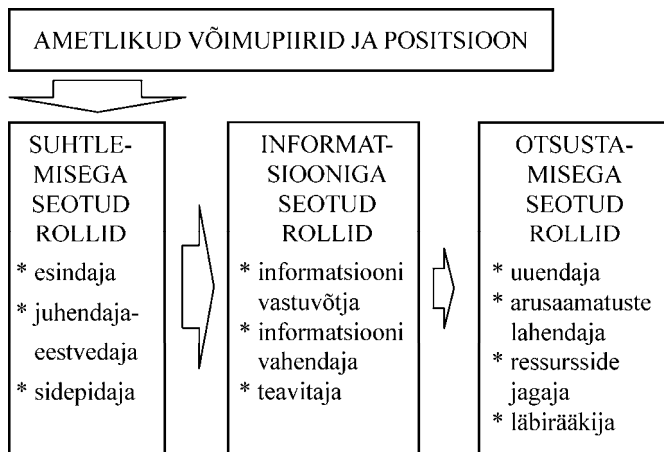 AMETLIKUD VÕIMUPIIRID JA POSITSIOON
SUHTLE-
MISEGA
SEOTUD
ROLLID
* esindaja
* juhendaja-
eestvedaja
* sidepidaja
INFORMAT-
SIOONIGA
SEOTUD
ROLLID
* informatsiooni
vastuvõtja
* informatsiooni
vahendaja
* teavitaja
OTSUSTA-
MISEGA
SEOTUD
ROLLID
* uuendaja
* arusaamatuste
lahendaja
* ressursside
jagaja
* läbirääkija